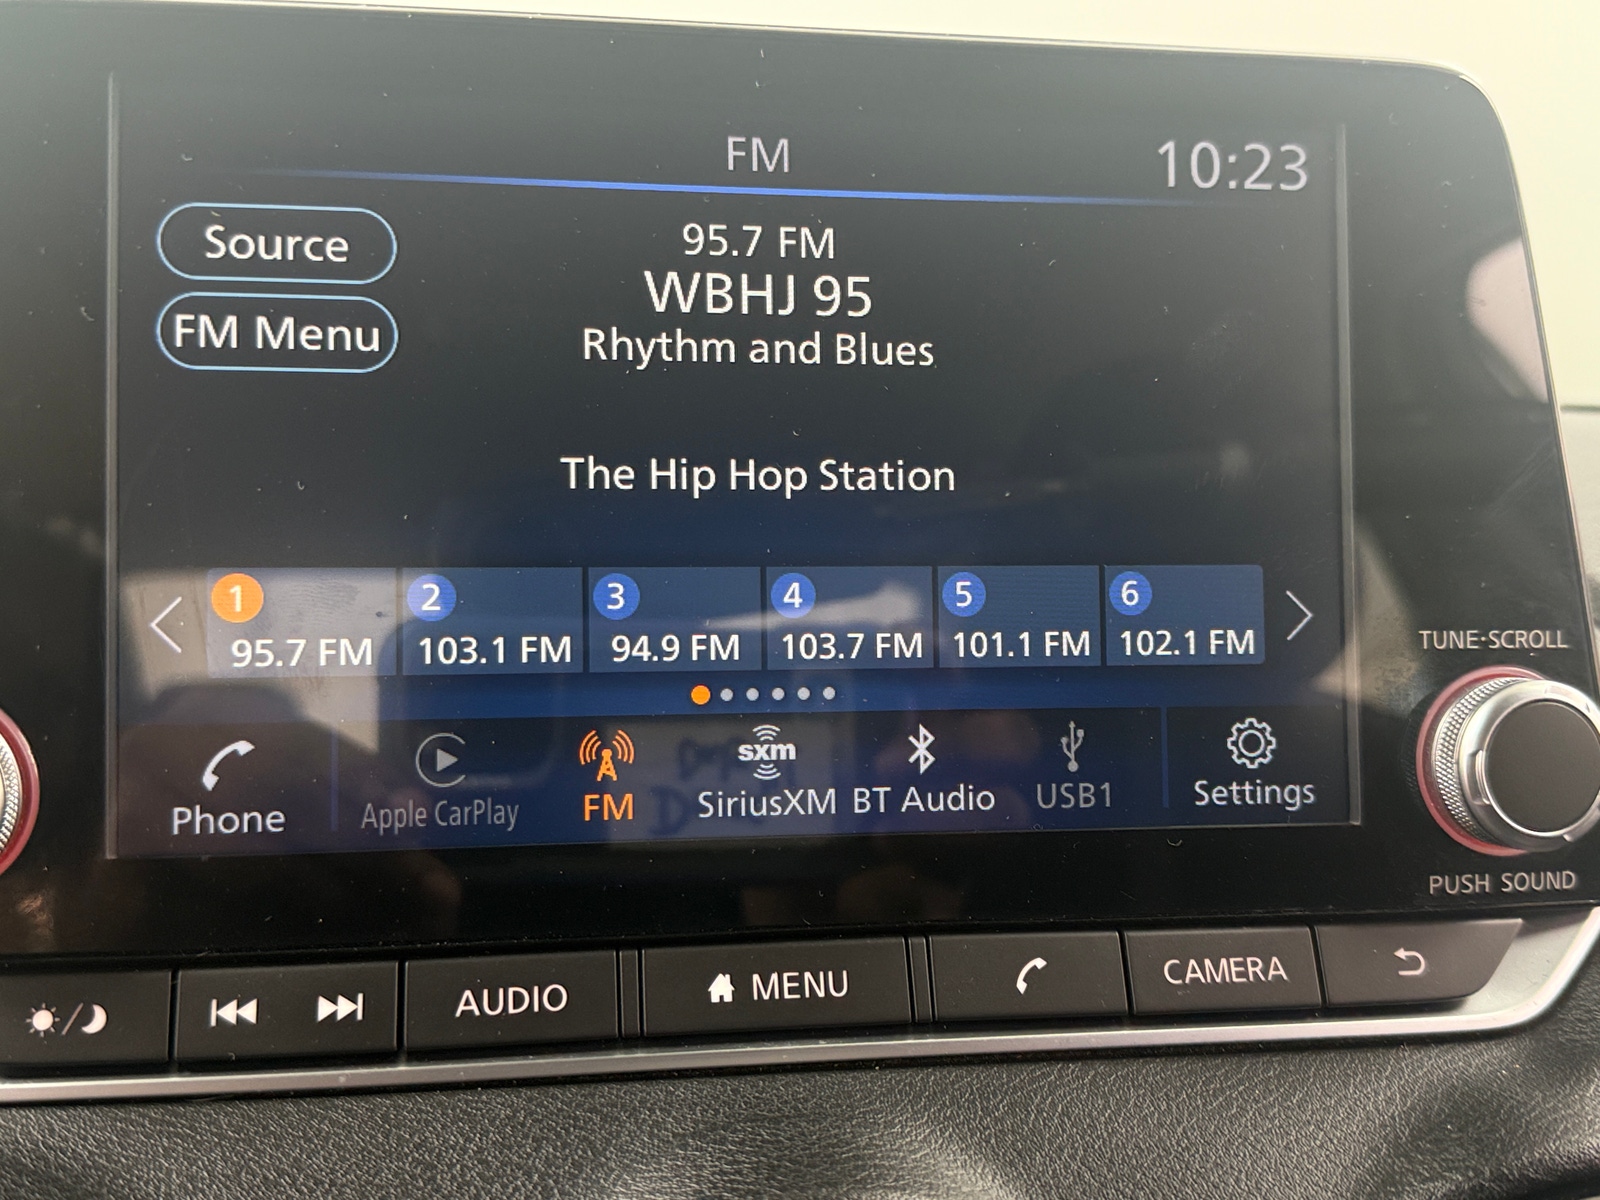 FM
10:23
Source
FM Menu
95.7 FM
WBHJ 95
Rhythm and Blues
The Hip Hop Station
1
95.7 FM
2
103.1 FM
3
94.9 FM
4
103.7 FM
5
101.1 FM
6
102.1 FM
TUNE·SCROLL
Phone
Apple CarPlay
FM
sxm
SiriusXM
BT Audio
USB1
Settings
PUSH SOUND
AUDIO
MENU
CAMERA